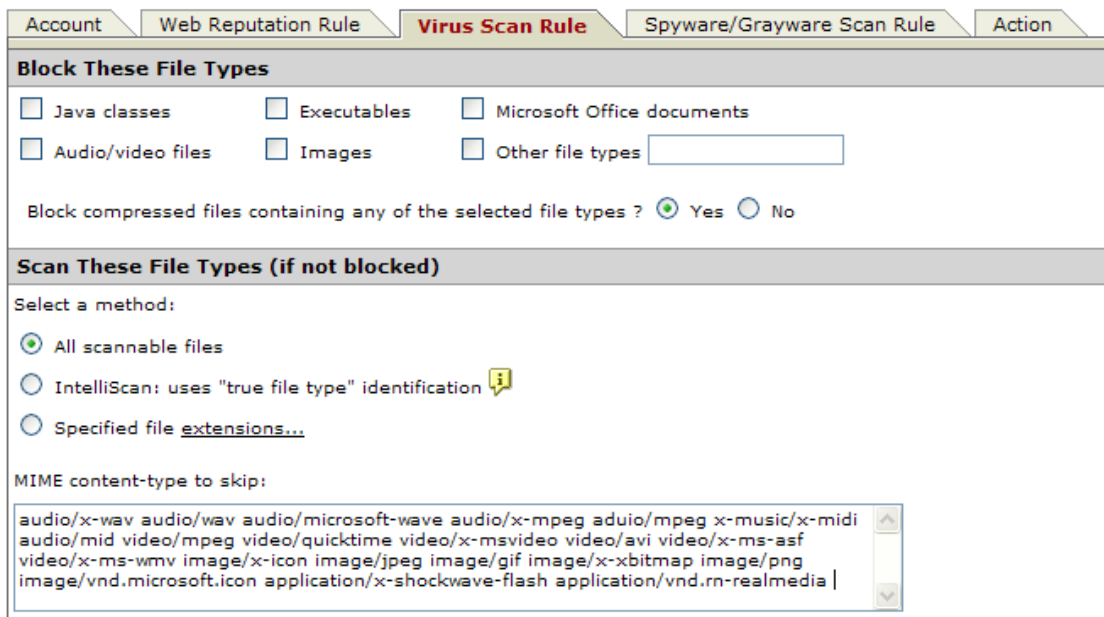 Account Web Reputation Rule Virus Scan Rule Spyware/Grayware Scan Rule Action
Block These File Types
Java classes Executables Microsoft Office documents
Audio/video files Images Other file types
Block compressed files containing any of the selected file types ? Yes No
Scan These File Types (if not blocked)
Select a method:
All scannable files
IntelliScan: uses "true file type" identification
Specified file extensions...
MIME content-type to skip:
audio/x-wav audio/wav audio/microsoft-wave audio/x-mpeg aduio/mpeg x-music/x-midi
audio/mid video/mpeg video/quicktime video/x-msvideo video/avi video/x-ms-asf
video/x-ms-wmv image/x-icon image/jpeg image/gif image/x-xbitmap image/png
image/vnd.microsoft.icon application/x-shockwave-flash application/vnd.rn-realmedia